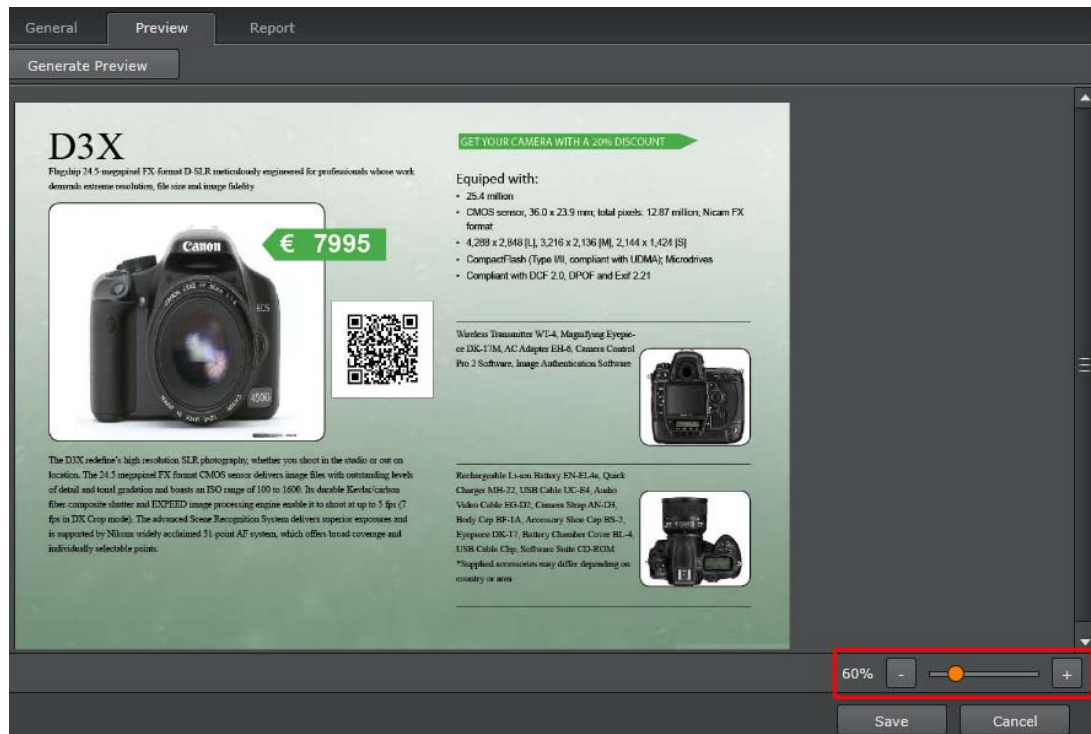 General Preview Report
Generate Preview
D3X
Flagship 24.5-megapixel FX-format D-SLR meticulously engineered for professionals whose work
demands extreme resolution, file size and image fidelity
Canon
€ 7995
EOS
450D
The D3X redefine's high resolution SLR photography, whether you shoot in the studio or out on
location. The 24.5 megapixel FX format CMOS sensor delivers image files with outstanding levels
of detail and tonal gradation and boasts an ISO range of 100 to 1600. Its durable Kevlar/carbon
fiber-composite shutter and EXPEED image processing engine enable it to shoot at up to 5 fps (7
fps in DX Crop mode). The advanced Scene Recognition System delivers superior exposures and
is supported by Nikon widely acclaimed 51-point AF system, which offers broad coverage and
individually selectable points.
GET YOUR CAMERA WITH A 20% DISCOUNT
Equiped with:
• 25.4 million
• CMOS sensor, 36.0 x 23.9 mm; total pixels: 12.87 million; Nicam FX
format
• 4,288 x 2,848 [L], 3,216 x 2,136 [M], 2,144 x 1,424 [S]
• CompactFlash (Type I/II, compliant with UDMA); Microdrives
• Compliant with DCF 2.0, DPOF and Exif 2.21
Wireless Transmitter WT-4, Magnifying Eyepie-
ce DK-17M, AC Adapter EH-6, Camera Control
Pro 2 Software, Image Authentication Software
Rechargeable Li-ion Battery EN-EL4a, Quick
Charger MH-22, USB Cable UC-E4, Audio
Video Cable EG-D2, Camera Strap AN-D3,
Body Cap BF-1A, Accessory Shoe Cap BS-2,
Eyepiece DK-17, Battery Chamber Cover BL-4,
USB Cable Clip, Software Suite CD-ROM
*Supplied accessories may differ depending on
country or area
60% - +
Save Cancel